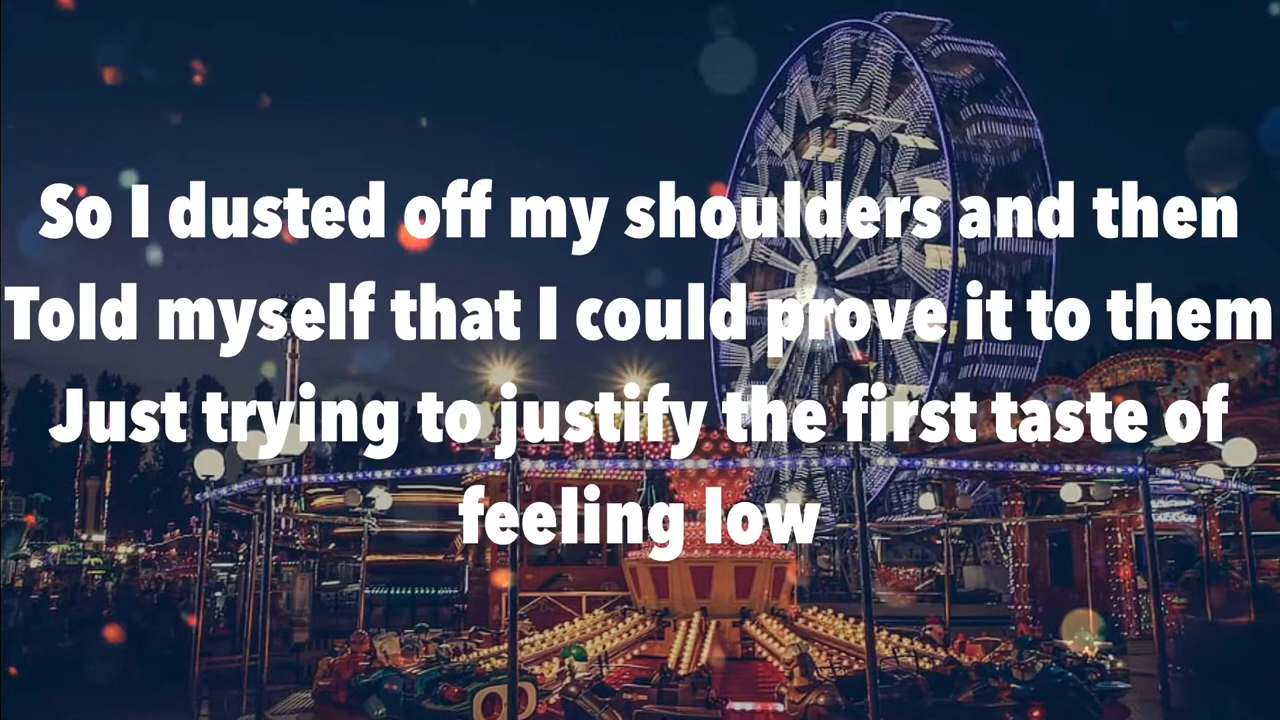 So I dusted off my shoulders and then
Told myself that I could prove it to them
Just trying to justify the first taste of
feeling low